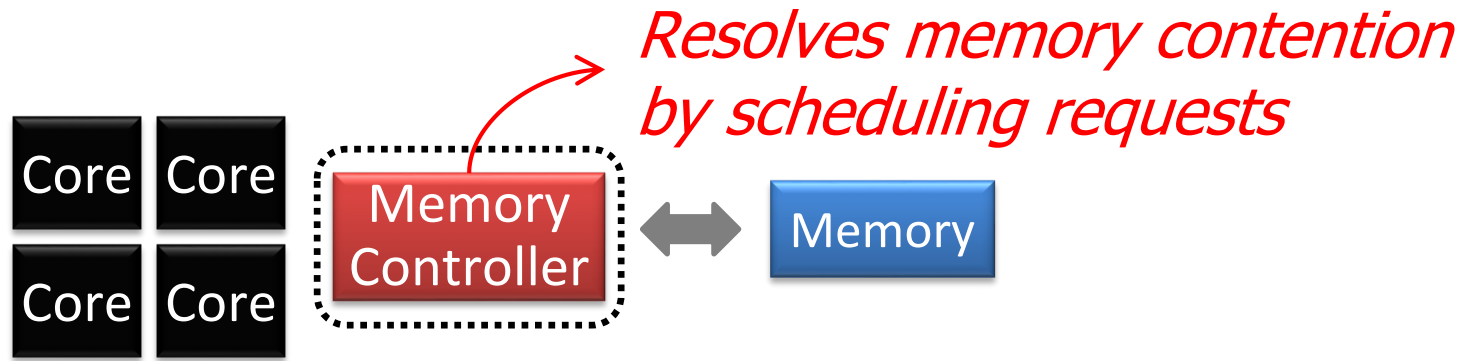 Resolves memory contention
by scheduling requests
Core Core
Core Core
Memory
Controller
Memory